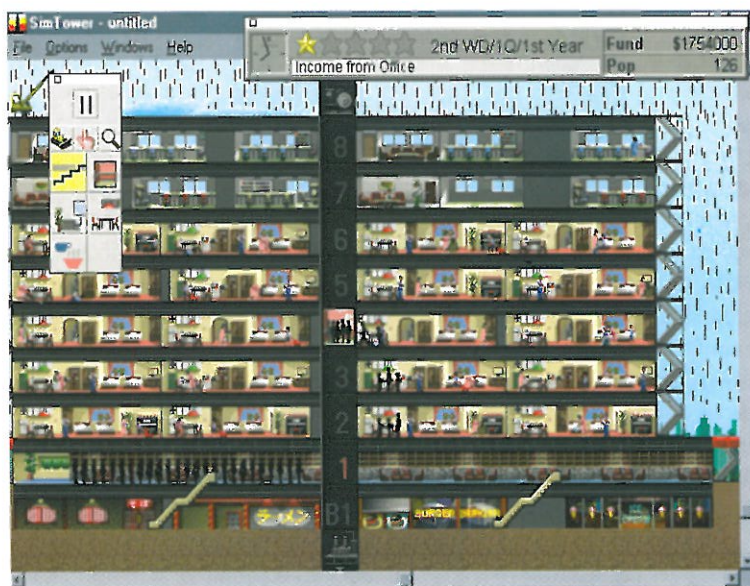 SimTower - untitled
File Options Windows Help
2nd WD/1Q/1st Year
Fund $1754000
Income from Office
Pop 126
8
7
6
5
3
2
1
B1
BURGER BURGER